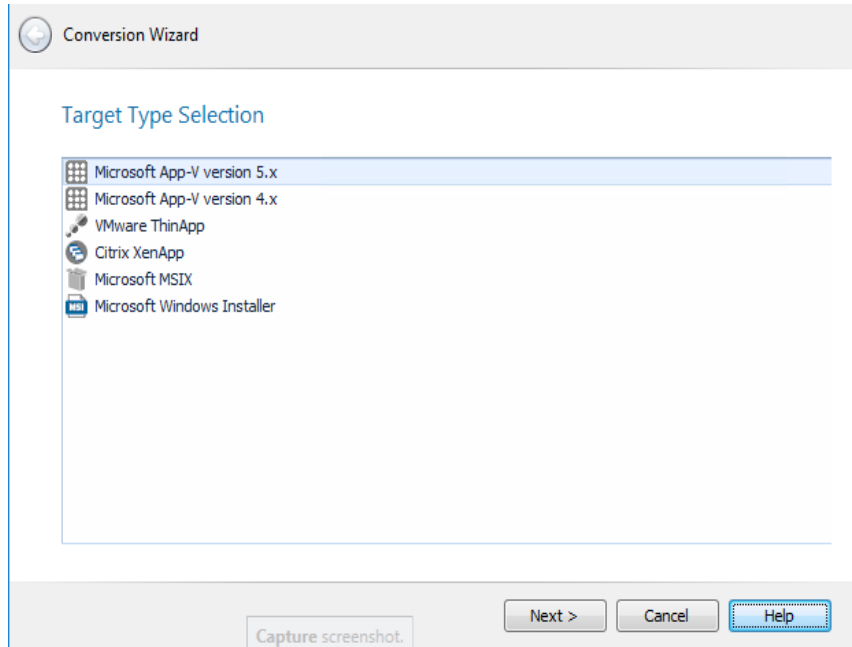 Conversion Wizard
Target Type Selection
Microsoft App-V version 5.x
Microsoft App-V version 4.x
VMware ThinApp
Citrix XenApp
Microsoft MSIX
MSI Microsoft Windows Installer
Next > Cancel Help
Capture screenshot.